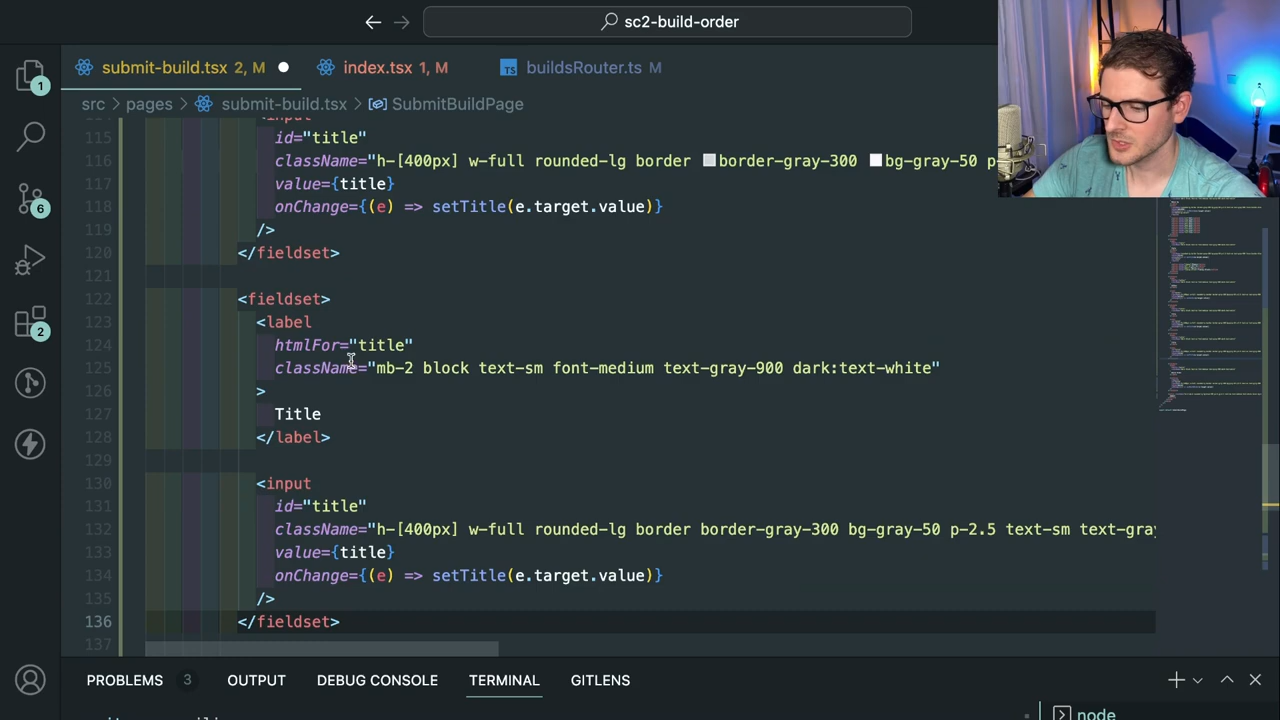 sc2-build-order
submit-build.tsx 2, M
index.tsx 1, M
TS buildsRouter.ts M
src > pages > submit-build.tsx > SubmitBuildPage
115 id="title"
116 className="h-[400px] w-full rounded-lg border border-gray-300 bg-gray-50 p-
117 value={title}
118 onChange={(e) => setTitle(e.target.value)}
119 />
120 </fieldset>
121
122 <fieldset>
123 <label
124 htmlFor="title"
125 className="mb-2 block text-sm font-medium text-gray-900 dark:text-white"
126 >
127 Title
128 </label>
129
130 <input
131 id="title"
132 className="h-[400px] w-full rounded-lg border border-gray-300 bg-gray-50 p-2.5 text-sm text-gray
133 value={title}
134 onChange={(e) => setTitle(e.target.value)}
135 />
136 </fieldset>
137
1
6
2
PROBLEMS 3 OUTPUT DEBUG CONSOLE TERMINAL GITLENS
node